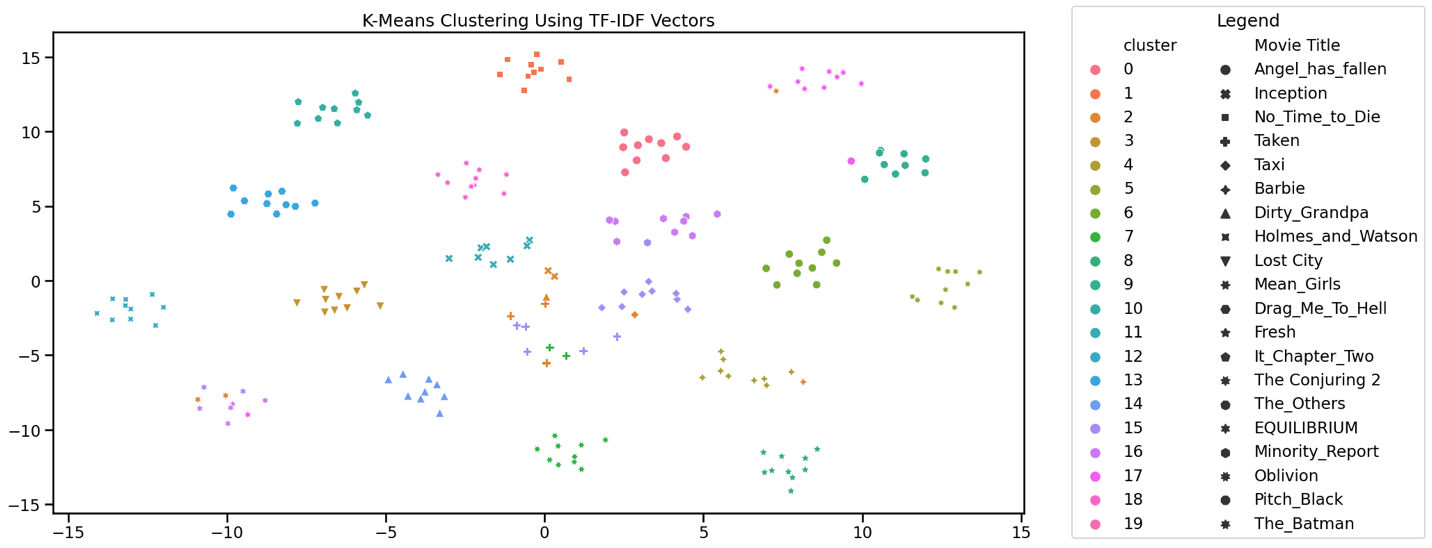 K-Means Clustering Using TF-IDF Vectors
15
10
5
0
−5
−10
−15
−15
−10
−5
0
5
10
15
Legend
cluster
0
1
2
3
4
5
6
7
8
9
10
11
12
13
14
15
16
17
18
19
Movie Title
Angel_has_fallen
Inception
No_Time_to_Die
Taken
Taxi
Barbie
Dirty_Grandpa
Holmes_and_Watson
Lost City
Mean_Girls
Drag_Me_To_Hell
Fresh
It_Chapter_Two
The Conjuring 2
The_Others
EQUILIBRIUM
Minority_Report
Oblivion
Pitch_Black
The_Batman